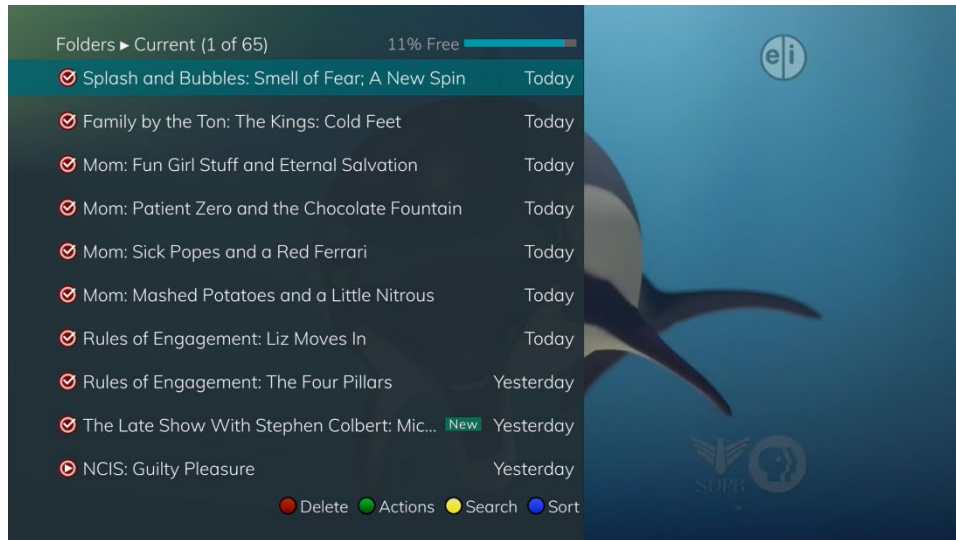 Folders ▸ Current (1 of 65) 11% Free
Splash and Bubbles: Smell of Fear; A New Spin Today
Family by the Ton: The Kings: Cold Feet Today
Mom: Fun Girl Stuff and Eternal Salvation Today
Mom: Patient Zero and the Chocolate Fountain Today
Mom: Sick Popes and a Red Ferrari Today
Mom: Mashed Potatoes and a Little Nitrous Today
Rules of Engagement: Liz Moves In Today
Rules of Engagement: The Four Pillars Yesterday
The Late Show With Stephen Colbert: Mic... New Yesterday
NCIS: Guilty Pleasure Yesterday
Delete Actions Search Sort
e i
SDPB